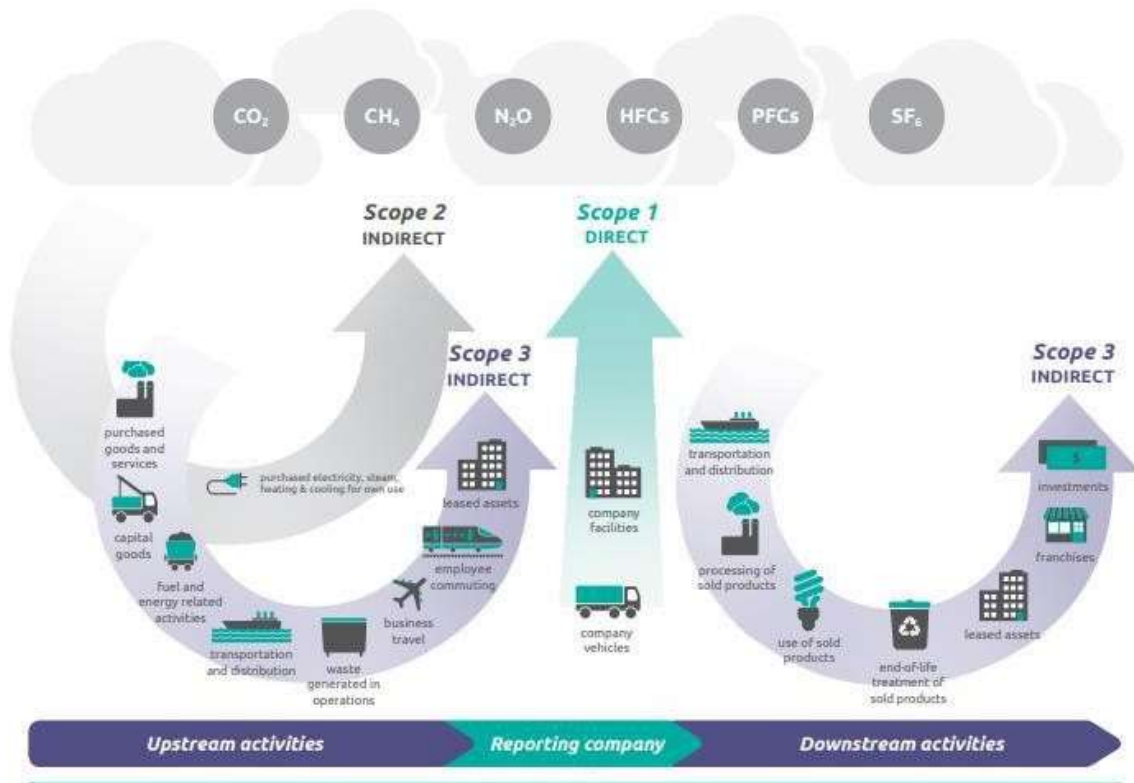 CO₂
CH₄
N₂O
HFCs
PFCs
SF₆
Scope 2
INDIRECT
Scope 1
DIRECT
Scope 3
INDIRECT
Scope 3
INDIRECT
purchased
goods and
services
capital
goods
fuel and
energy related
activities
transportation
and distribution
waste
generated in
operations
business
travel
employee
commuting
leased assets
purchased electricity, steam,
heating & cooling for own use
company
facilities
company
vehicles
transportation
and distribution
processing of
sold products
use of sold
products
end-of-life
treatment of
sold products
leased assets
franchises
$
investments
Upstream activities
Reporting company
Downstream activities